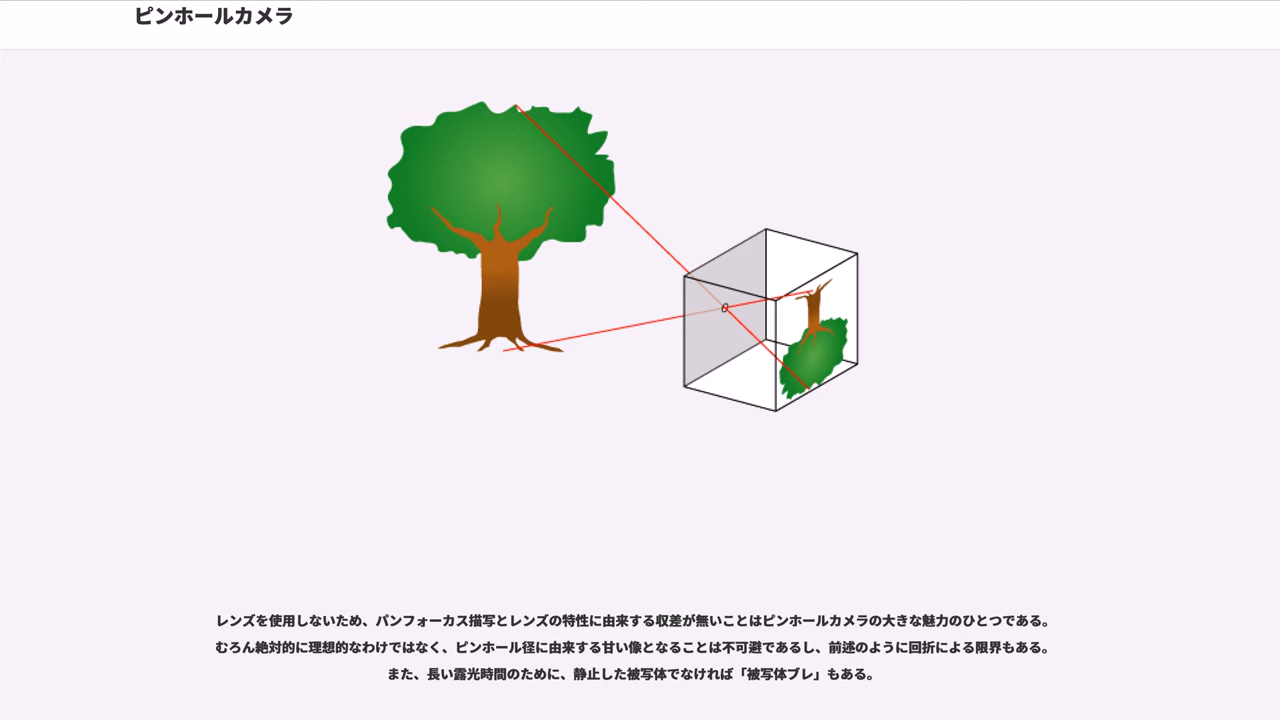 ピンホールカメラ
レンズを使用しないため、パンフォーカス描写とレンズの特性に由来する収差が無いことはピンホールカメラの大きな魅力のひとつである。
むろん絶対的に理想的なわけではなく、ピンホール径に由来する甘い像となることは不可避であるし、前述のように回折による限界もある。
また、長い露光時間のために、静止した被写体でなければ「被写体ブレ」もある。